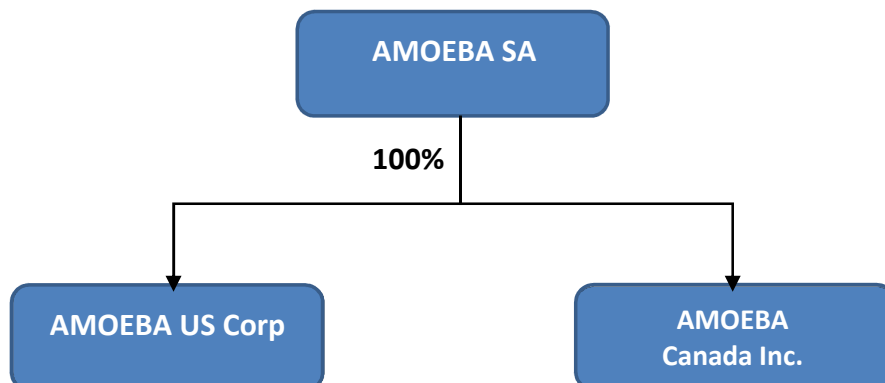 AMOEBA SA
100%
AMOEBA US Corp
AMOEBA
Canada Inc.